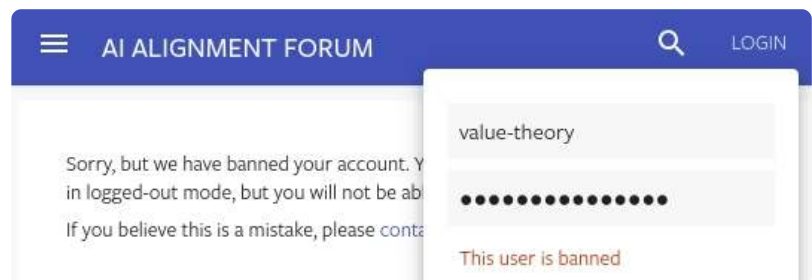 AI ALIGNMENT FORUM
LOGIN
value-theory
Sorry, but we have banned your account. Y
in logged-out mode, but you will not be ab
If you believe this is a mistake, please conta
●●●●●●●●●●●●●●●
This user is banned